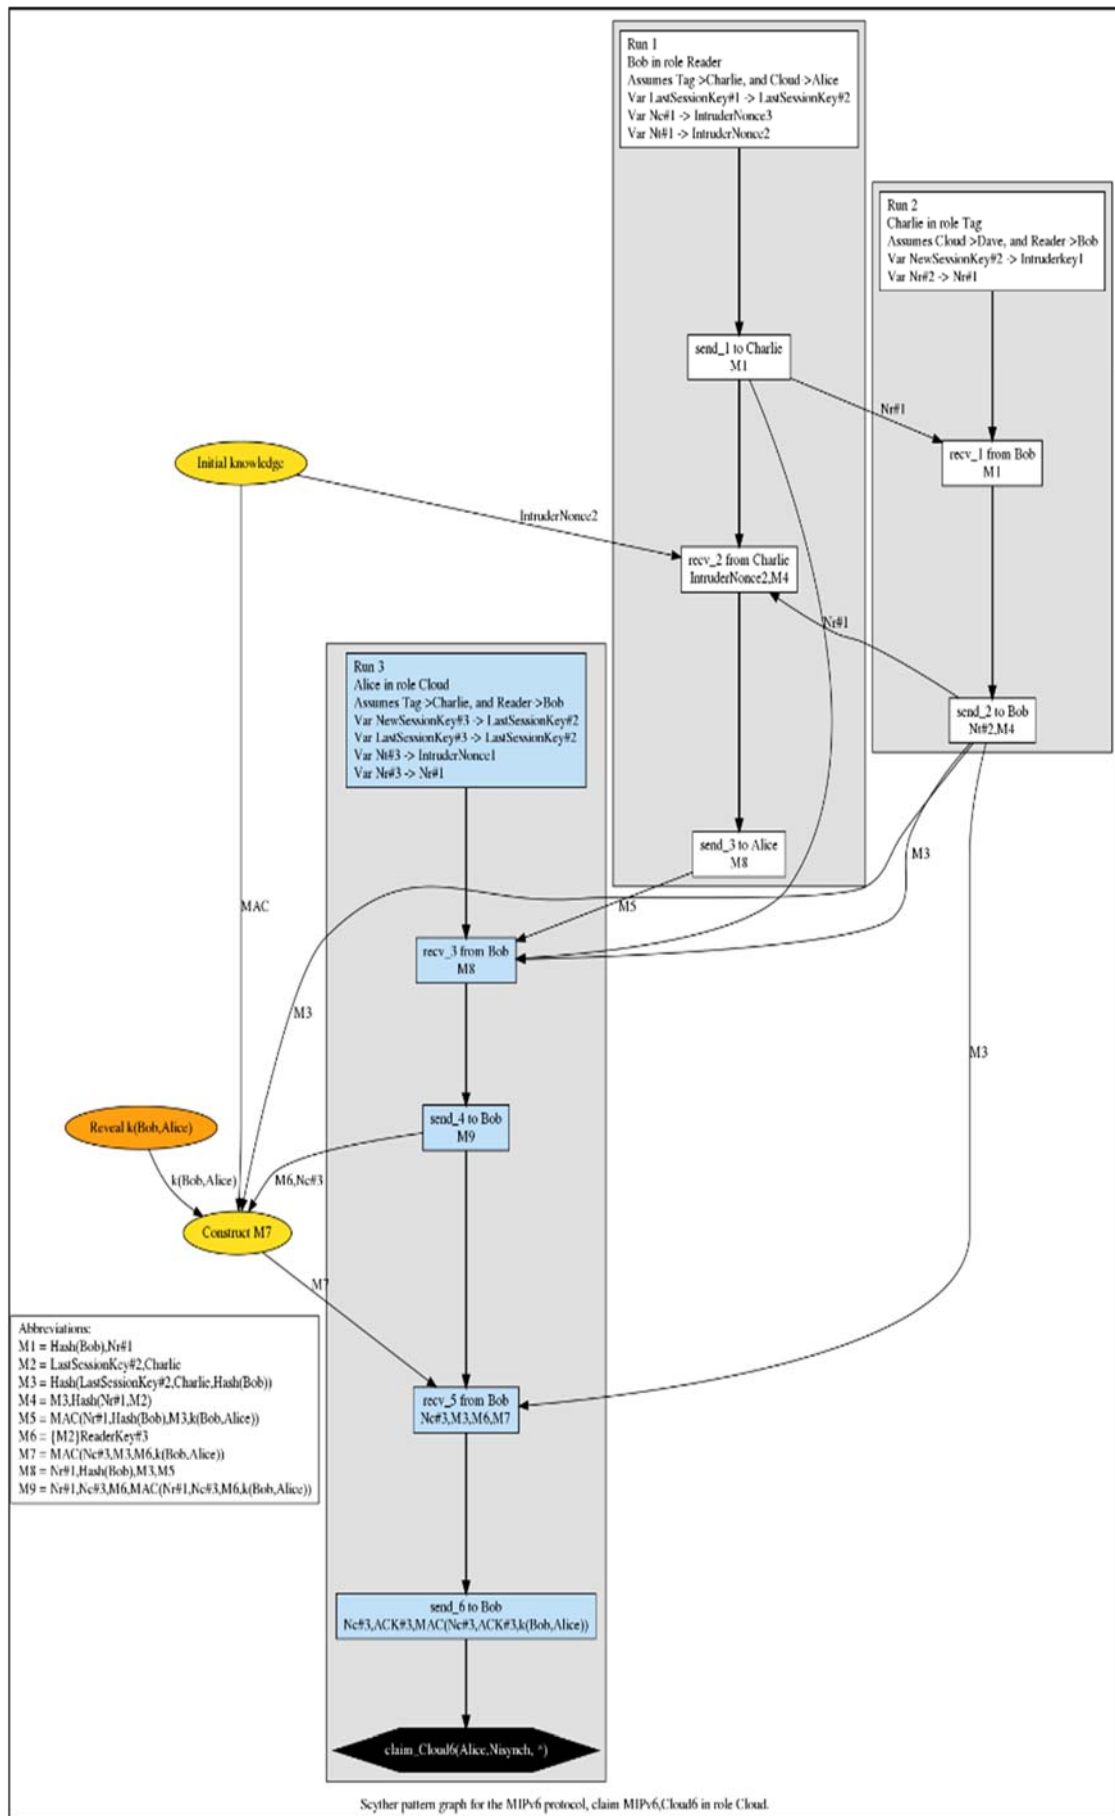 Run 1
Bob in role Reader
Assumes Tag->Charlie, and Cloud->Alice
Var LastSessionKey#1 -> LastSessionKey#2
Var Nc#1 -> IntruderNonce3
Var Nt#1 -> IntruderNonce2
Run 2
Charlie in role Tag
Assumes Cloud->Dave, and Reader->Bob
Var NewSessionKey#2 -> Intruderkey1
Var Nr#2 -> Nr#1
send_1 to Charlie
M1
Nr#1
recv_1 from Bob
M1
Initial knowledge
IntruderNonce2
recv_2 from Charlie
IntruderNonce2,M4
Nr#1
send_2 to Bob
Nt#2,M4
Run 3
Alice in role Cloud
Assumes Tag->Charlie, and Reader->Bob
Var NewSessionKey#3 -> LastSessionKey#2
Var LastSessionKey#3 -> LastSessionKey#2
Var Nt#3 -> IntruderNonce1
Var Nr#3 -> Nr#1
send_3 to Alice
M8
M3
MAC
M5
recv_3 from Bob
M8
M3
M3
Reveal k(Bob,Alice)
send_4 to Bob
M9
k(Bob,Alice)
M6,Nc#3
Construct M7
M7
Abbreviations:
M1 = Hash(Bob),Nr#1
M2 = LastSessionKey#2,Charlie
M3 = Hash(LastSessionKey#2,Charlie,Hash(Bob))
M4 = M3,Hash(Nr#1,M2)
M5 = MAC(Nr#1,Hash(Bob),M3,k(Bob,Alice))
M6 = {M2}ReaderKey#3
M7 = MAC(Nc#3,M3,M6,k(Bob,Alice))
M8 = Nr#1,Hash(Bob),M3,M5
M9 = Nr#1,Nc#3,M6,MAC(Nr#1,Nc#3,M6,k(Bob,Alice))
recv_5 from Bob
Nc#3,M3,M6,M7
send_6 to Bob
Nc#3,ACK#3,MAC(Nc#3,ACK#3,k(Bob,Alice))
claim_Cloud6(Alice,Nisynch, *)
Scyther pattern graph for the MIPv6 protocol, claim MIPv6,Cloud6 in role Cloud.